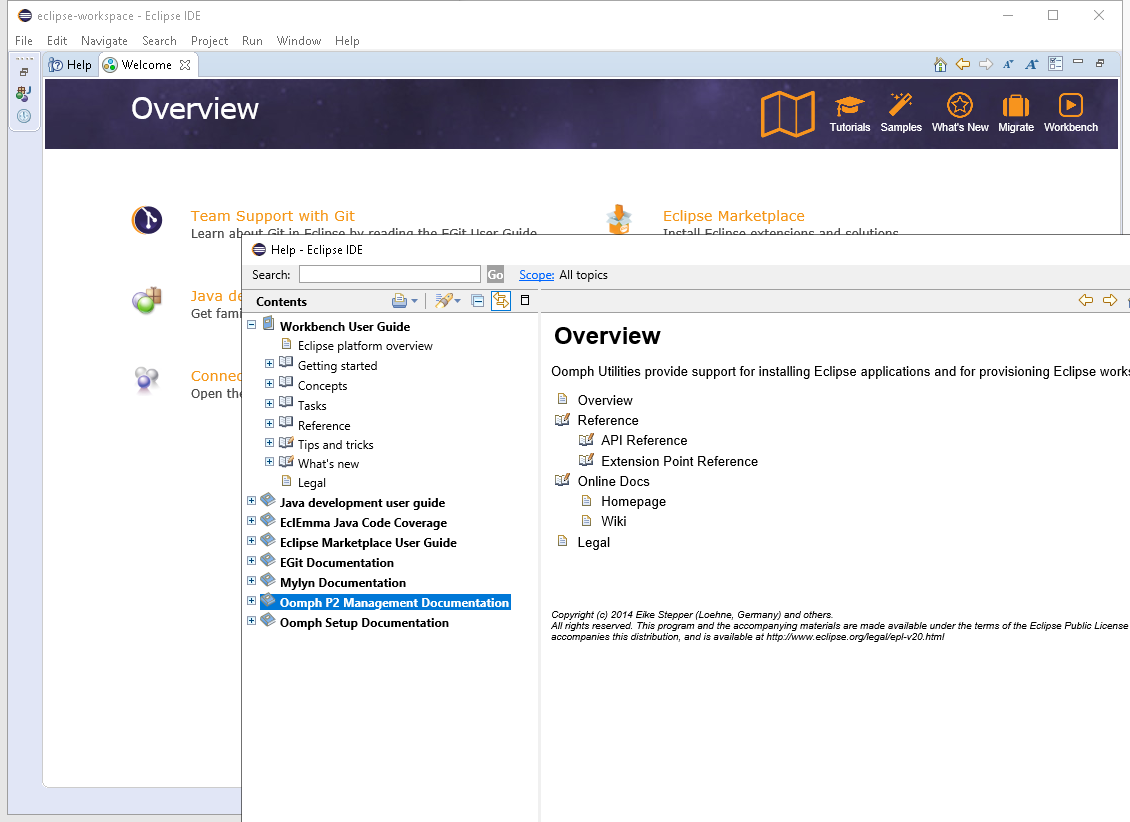 eclipse-workspace - Eclipse IDE
File Edit Navigate Search Project Run Window Help
Help Welcome
Overview
Tutorials Samples What's New Migrate Workbench
Team Support with Git
Learn about Git in Eclipse by reading the EGit User Guide
Eclipse Marketplace
Install Eclipse extensions and solutions
Java de
Get fami
Connec
Open the
Help - Eclipse IDE
Search: Go Scope: All topics
Contents
Workbench User Guide
Eclipse platform overview
Getting started
Concepts
Tasks
Reference
Tips and tricks
What's new
Legal
Java development user guide
EclEmma Java Code Coverage
Eclipse Marketplace User Guide
EGit Documentation
Mylyn Documentation
Oomph P2 Management Documentation
Oomph Setup Documentation
Overview
Oomph Utilities provide support for installing Eclipse applications and for provisioning Eclipse works
Overview
Reference
API Reference
Extension Point Reference
Online Docs
Homepage
Wiki
Legal
Copyright (c) 2014 Eike Stepper (Loehne, Germany) and others.
All rights reserved. This program and the accompanying materials are made available under the terms of the Eclipse Public License
accompanies this distribution, and is available at http://www.eclipse.org/legal/epl-v20.html